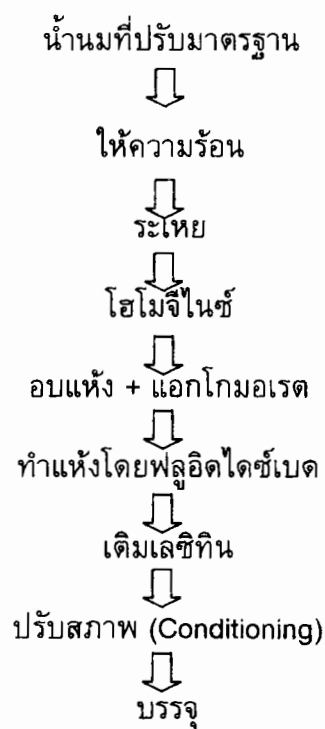 น้ำนมที่ปรับมาตรฐาน
ให้ความร้อน
ระเหย
โฮโมจีไนซ์
อบแห้ง + แอกโกมอเรต
ทำแห้งโดยฟลูอิดไดซ์เบด
เติมเลซิทิน
ปรับสภาพ (Conditioning)
บรรจุ